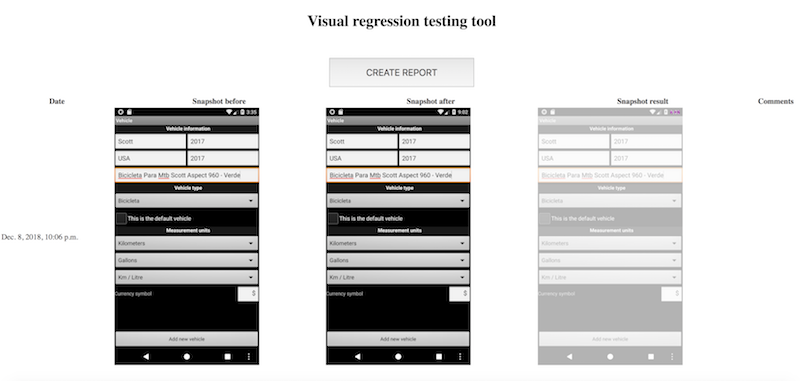 Visual regression testing tool
CREATE REPORT
Date Snapshot before Snapshot after Snapshot result Comments
Dec. 8, 2018, 10:06 p.m.
3:35
Vehicle
Vehicle information
Scott 2017
USA 2017
Bicicleta Para Mtb Scott Aspect 960 - Verde
Vehicle type
Bicicleta
This is the default vehicle
Measurement units
Kilometers
Gallons
Km / Litre
Currency symbol $
Add new vehicle
9:02
Vehicle
Vehicle information
Scott 2017
USA 2017
Bicicleta Para Mtb Scott Aspect 960 - Verde
Vehicle type
Bicicleta
This is the default vehicle
Measurement units
Kilometers
Gallons
Km / Litre
Currency symbol $
Add new vehicle
Vehicle
Vehicle information
Scott 2017
USA 2017
Bicicleta Para Mtb Scott Aspect 960 - Verde
Vehicle type
Bicicleta
This is the default vehicle
Measurement units
Kilometers
Gallons
Km / Litre
Currency symbol $
Add new vehicle